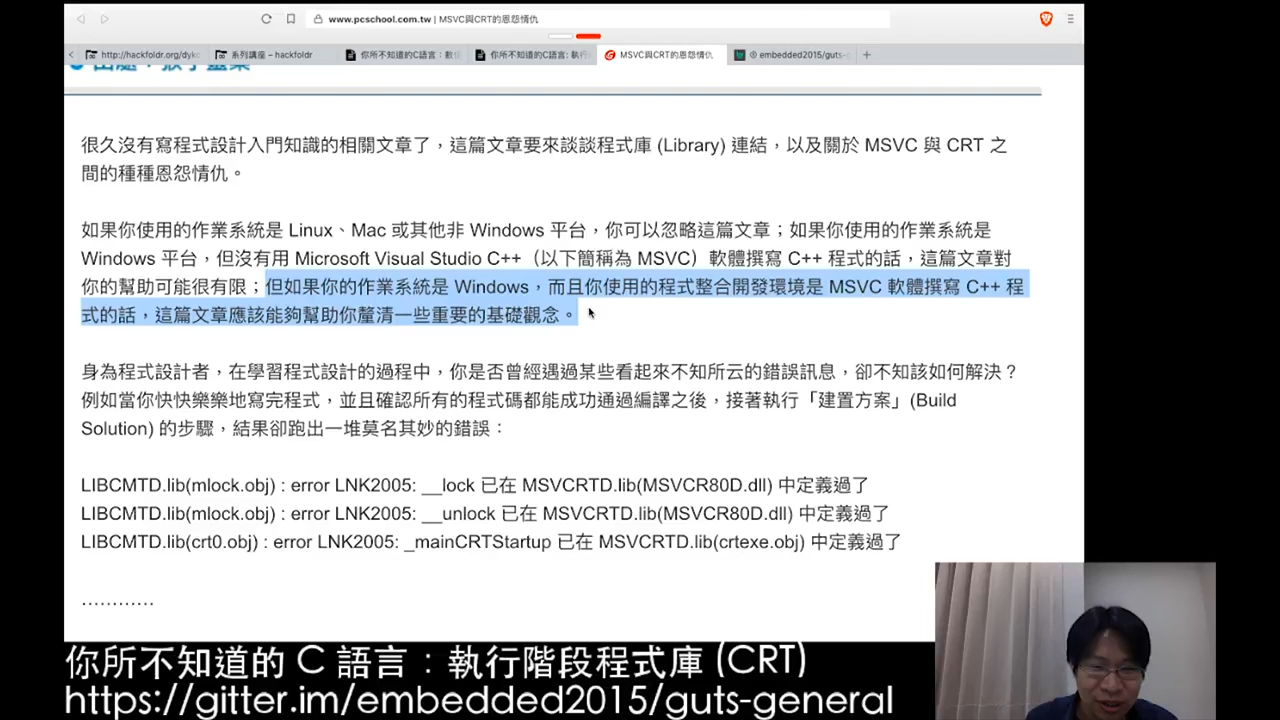 www.pcschool.com.tw | MSVC與CRT的恩怨情仇
http://hackfoldr.org/dykc
系列講座 – hackfoldr
你所不知道的C語言：
你所不知道的C語言: 執行
MSVC與CRT的恩怨情仇
embedded2015/guts-
很久沒有寫程式設計入門知識的相關文章了，這篇文章要來談談程式庫 (Library) 連結，以及關於 MSVC 與 CRT 之
間的種種恩怨情仇。
如果你使用的作業系統是 Linux、Mac 或其他非 Windows 平台，你可以忽略這篇文章；如果你使用的作業系統是
Windows 平台，但沒有用 Microsoft Visual Studio C++（以下簡稱為 MSVC）軟體撰寫 C++ 程式的話，這篇文章對
你的幫助可能很有限；但如果你的作業系統是 Windows，而且你使用的程式整合開發環境是 MSVC 軟體撰寫 C++ 程
式的話，這篇文章應該能夠幫助你釐清一些重要的基礎觀念。
身為程式設計者，在學習程式設計的過程中，你是否曾經遇過某些看起來不知所云的錯誤訊息，卻不知該如何解決？
例如當你快快樂樂地寫完程式，並且確認所有的程式碼都能成功通過編譯之後，接著執行「建置方案」(Build
Solution) 的步驟，結果卻跑出一堆莫名其妙的錯誤：
LIBCMTD.lib(mlock.obj) : error LNK2005: __lock 已在 MSVCRTD.lib(MSVCR80D.dll) 中定義過了
LIBCMTD.lib(mlock.obj) : error LNK2005: __unlock 已在 MSVCRTD.lib(MSVCR80D.dll) 中定義過了
LIBCMTD.lib(crt0.obj) : error LNK2005: _mainCRTStartup 已在 MSVCRTD.lib(crtexe.obj) 中定義過了
…………
你所不知道的 C 語言：執行階段程式庫 (CRT)
https://gitter.im/embedded2015/guts-general